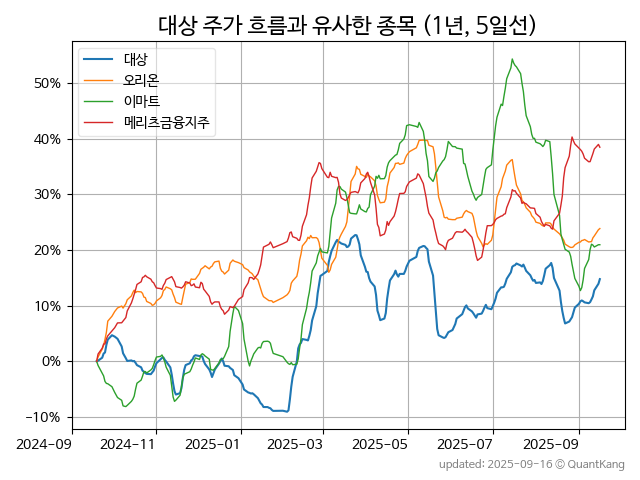 대상 주가 흐름과 유사한 종목 (1년, 5일선)
대상
오리온
이마트
메리츠금융지주
50%
40%
30%
20%
10%
0%
−10%
2024-09
2024-11
2025-01
2025-03
2025-05
2025-07
2025-09
updated: 2025-09-16 © QuantKang